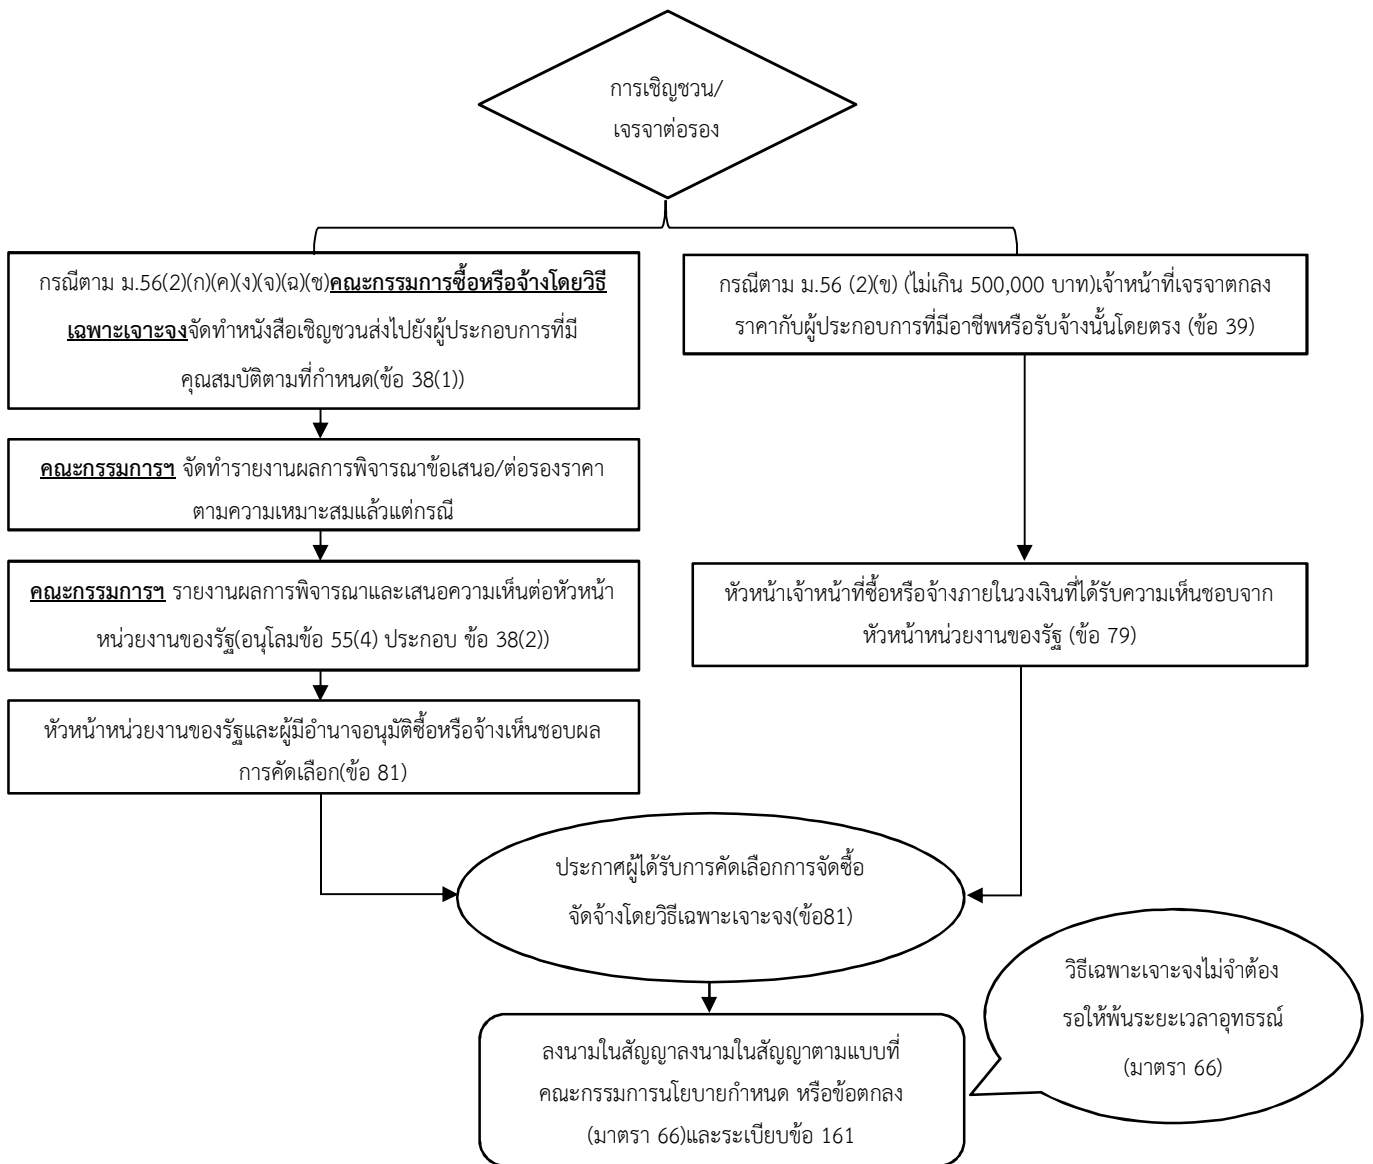 การเชิญชวน/
เจรจาต่อรอง
กรณีตาม ม.56(2)(ก)(ค)(ง)(จ)(ฉ)(ช)คณะกรรมการซื้อหรือจ้างโดยวิธี
เฉพาะเจาะจงจัดทำหนังสือเชิญชวนส่งไปยังผู้ประกอบการที่มี
คุณสมบัติตามที่กำหนด(ข้อ 38(1))
คณะกรรมการฯ จัดทำรายงานผลการพิจารณาข้อเสนอ/ต่อรองราคา
ตามความเหมาะสมแล้วแต่กรณี
คณะกรรมการฯ รายงานผลการพิจารณาและเสนอความเห็นต่อหัวหน้า
หน่วยงานของรัฐ(อนุโลมข้อ 55(4) ประกอบ ข้อ 38(2))
หัวหน้าหน่วยงานของรัฐและผู้มีอำนาจอนุมัติซื้อหรือจ้างเห็นชอบผล
การคัดเลือก(ข้อ 81)
กรณีตาม ม.56 (2)(ข) (ไม่เกิน 500,000 บาท)เจ้าหน้าที่เจรจาตกลง
ราคากับผู้ประกอบการที่มีอาชีพหรือรับจ้างนั้นโดยตรง (ข้อ 39)
หัวหน้าเจ้าหน้าที่ซื้อหรือจ้างภายในวงเงินที่ได้รับความเห็นชอบจาก
หัวหน้าหน่วยงานของรัฐ (ข้อ 79)
ประกาศผู้ได้รับการคัดเลือกการจัดซื้อ
จัดจ้างโดยวิธีเฉพาะเจาะจง(ข้อ81)
วิธีเฉพาะเจาะจงไม่จำต้อง
รอให้พ้นระยะเวลาอุทธรณ์
(มาตรา 66)
ลงนามในสัญญาลงนามในสัญญาตามแบบที่
คณะกรรมการนโยบายกำหนด หรือข้อตกลง
(มาตรา 66)และระเบียบข้อ 161